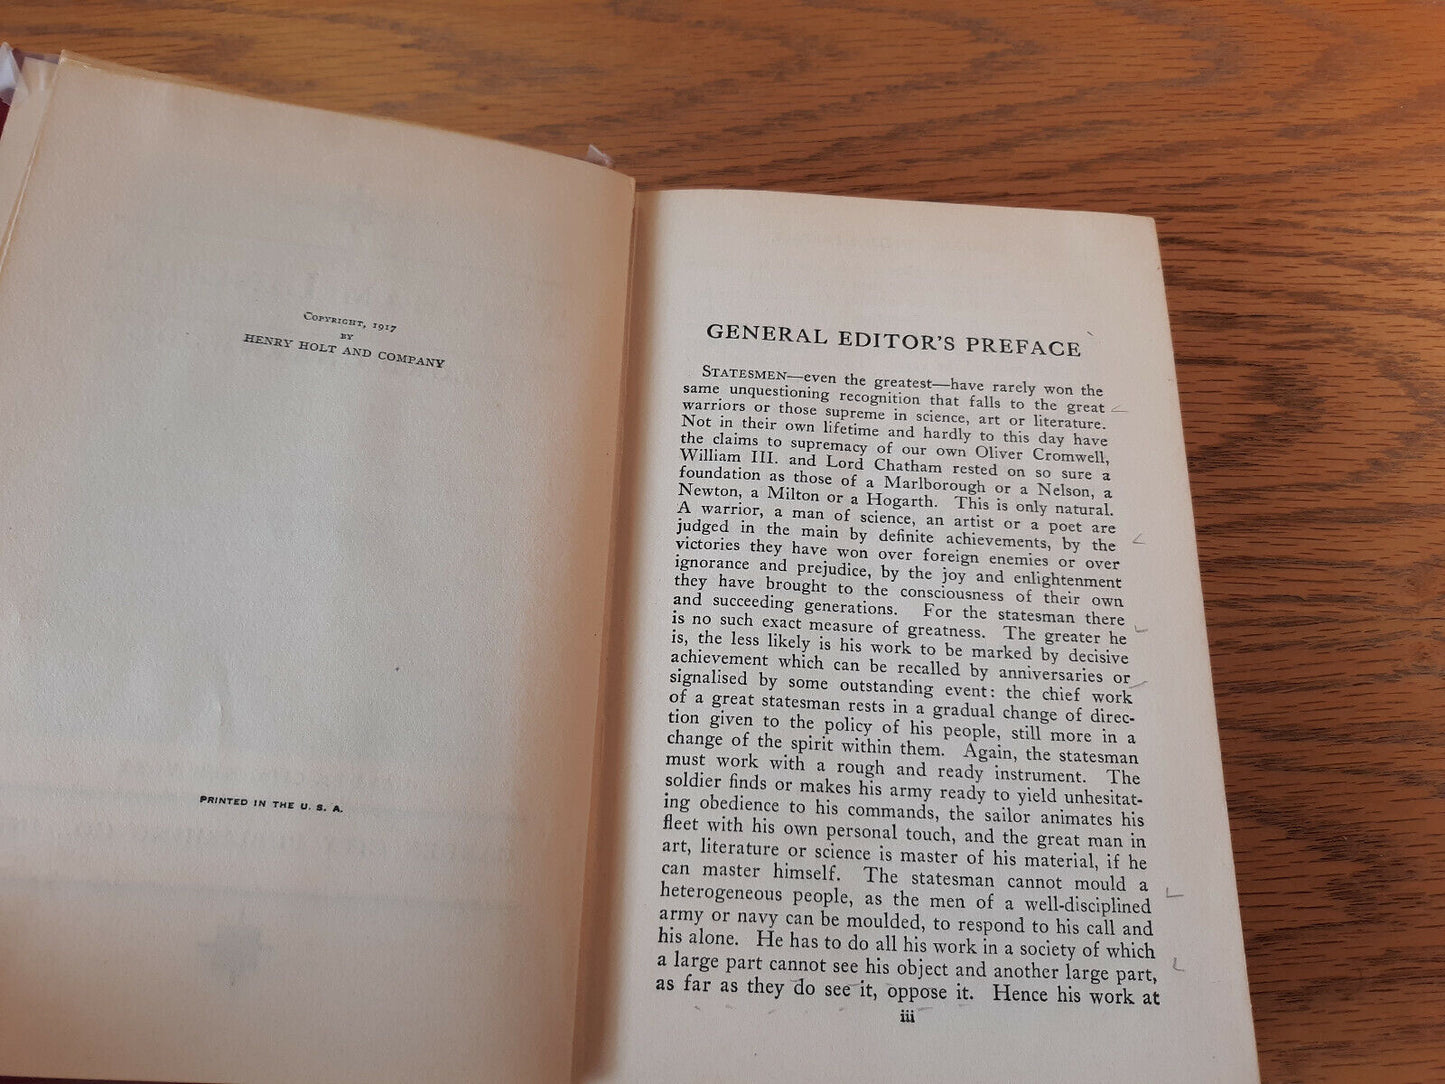 COPYRIGHT, 1917
BY
HENRY HOLT AND COMPANY
PRINTED IN THE U. S. A.
GENERAL EDITOR'S PREFACE
STATESMEN—even the greatest—have rarely won the
same unquestioning recognition that falls to the great
warriors or those supreme in science, art or literature.
Not in their own lifetime and hardly to this day have
the claims to supremacy of our own Oliver Cromwell,
William III. and Lord Chatham rested on so sure a
foundation as those of a Marlborough or a Nelson, a
Newton, a Milton or a Hogarth. This is only natural.
A warrior, a man of science, an artist or a poet are
judged in the main by definite achievements, by the
victories they have won over foreign enemies or over
ignorance and prejudice, by the joy and enlightenment
they have brought to the consciousness of their own
and succeeding generations. For the statesman there
is no such exact measure of greatness. The greater he
is, the less likely is his work to be marked by decisive
achievement which can be recalled by anniversaries or
signalised by some outstanding event: the chief work
of a great statesman rests in a gradual change of direc-
tion given to the policy of his people, still more in a
change of the spirit within them. Again, the statesman
must work with a rough and ready instrument. The
soldier finds or makes his army ready to yield unhesitat-
ing obedience to his commands, the sailor animates his
fleet with his own personal touch, and the great man in
art, literature or science is master of his material, if he
can master himself. The statesman cannot mould a
heterogeneous people, as the men of a well-disciplined
army or navy can be moulded, to respond to his call and
his alone. He has to do all his work in a society of which
a large part cannot see his object and another large part,
as far as they do see it, oppose it. Hence his work at
iii